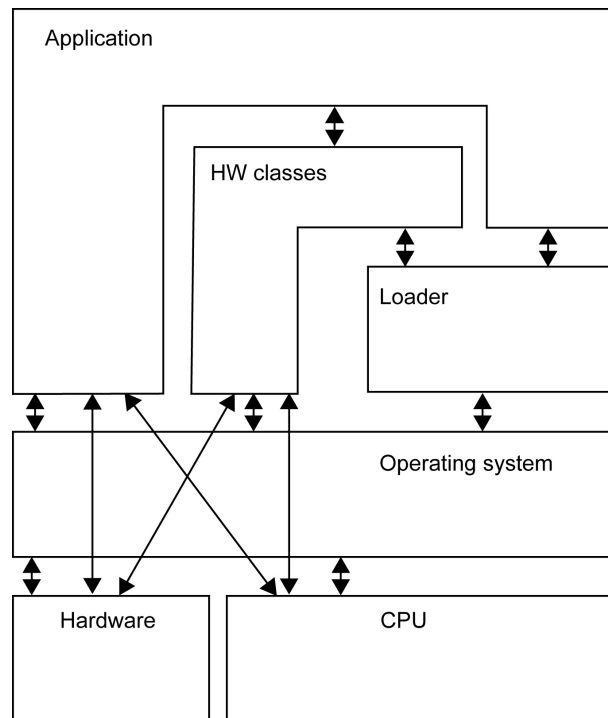 Application
HW classes
Loader
Operating system
Hardware
CPU